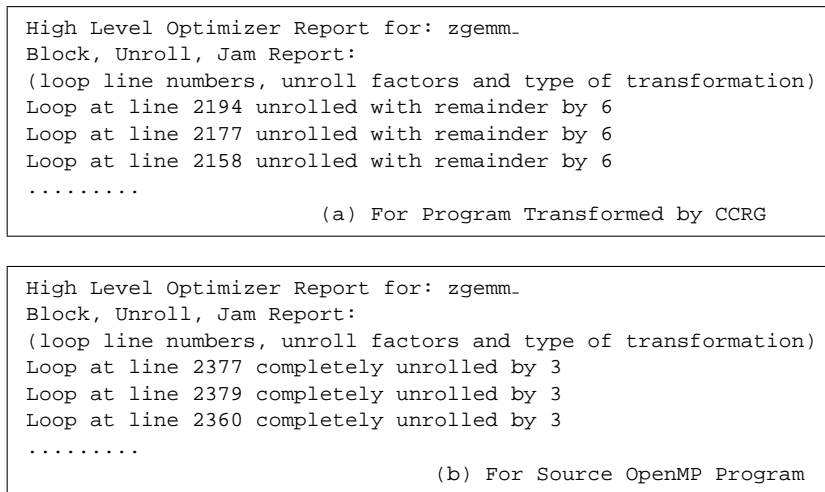 High Level Optimizer Report for: zgemm_
Block, Unroll, Jam Report:
(loop line numbers, unroll factors and type of transformation)
Loop at line 2194 unrolled with remainder by 6
Loop at line 2177 unrolled with remainder by 6
Loop at line 2158 unrolled with remainder by 6
.........
(a) For Program Transformed by CCRG
High Level Optimizer Report for: zgemm_
Block, Unroll, Jam Report:
(loop line numbers, unroll factors and type of transformation)
Loop at line 2377 completely unrolled by 3
Loop at line 2379 completely unrolled by 3
Loop at line 2360 completely unrolled by 3
.........
(b) For Source OpenMP Program